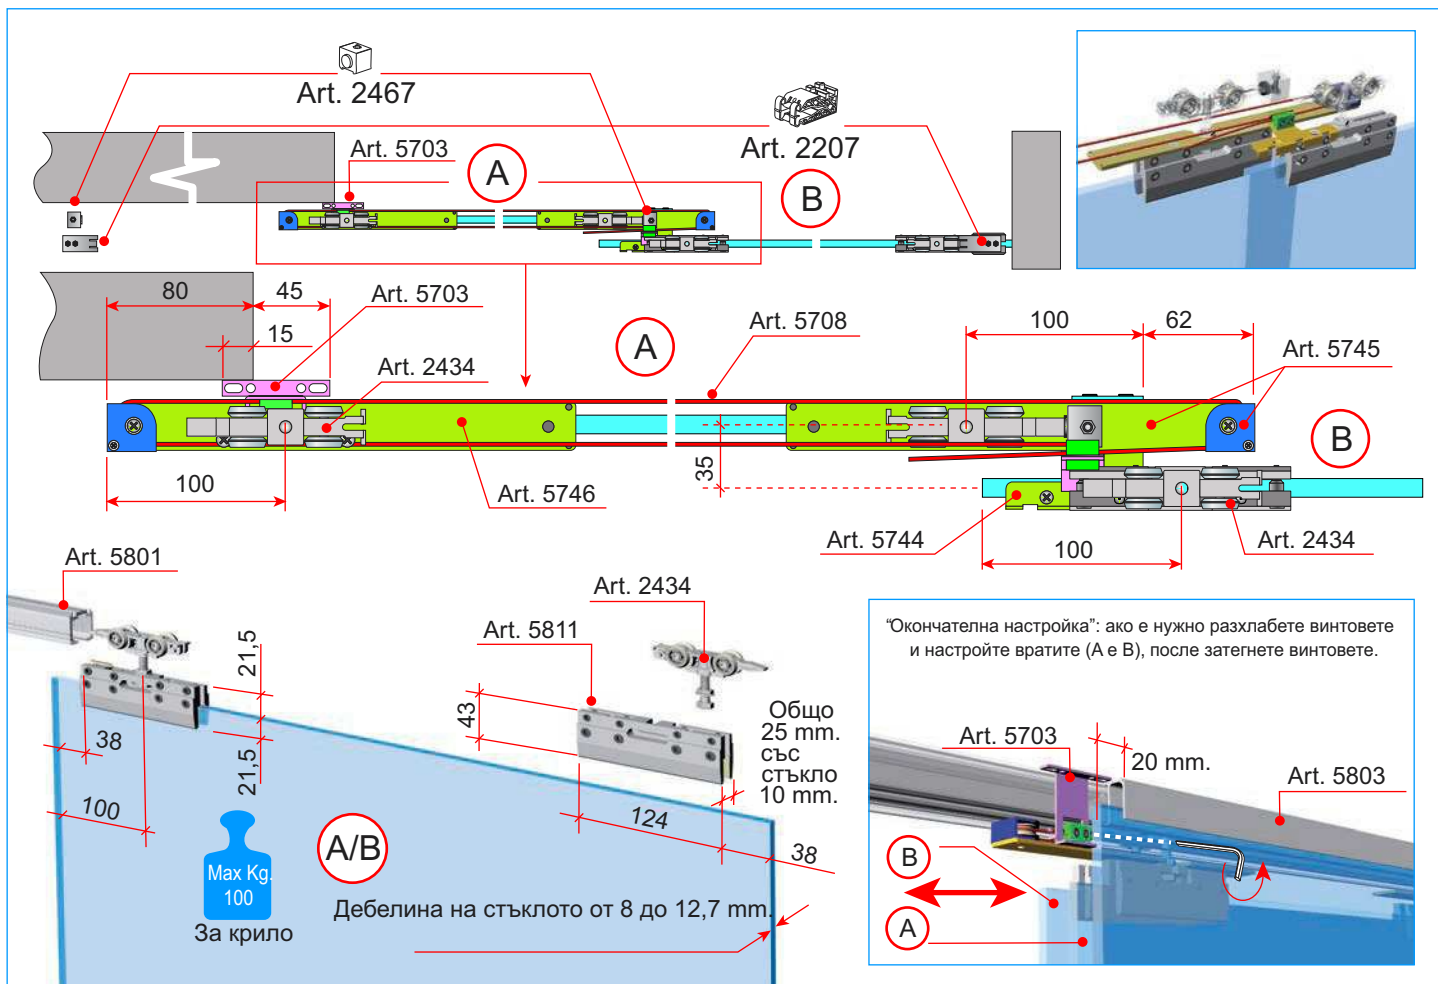 Art. 2467
Art. 2207
Art. 5703
A
B
80
45
Art. 5703
15
Art. 2434
Art. 5708
A
100
62
Art. 5745
B
35
100
Art. 5746
Art. 5744
100
Art. 2434
Art. 5801
21,5
21,5
38
100
Art. 2434
Art. 5811
43
Общо
25 mm.
със
стъкло
10 mm.
124
38
A/B
Max Kg.
100
За крило
Дебелина на стъклото от 8 до 12,7 mm.
“Окончателна настройка”: ако е нужно разхлабете винтовете
и настройте вратите (A e B), после затегнете винтовете.
Art. 5703
20 mm.
Art. 5803
B
A